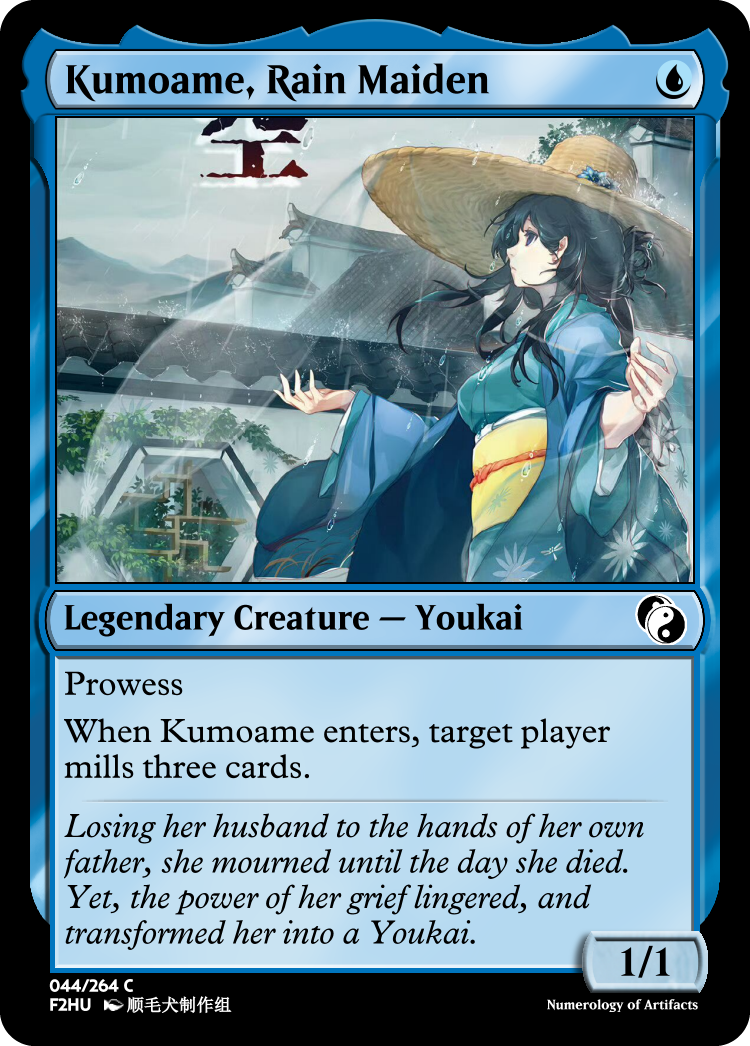 Kumoame, Rain Maiden
Legendary Creature — Youkai
Prowess
When Kumoame enters, target player
mills three cards.
Losing her husband to the hands of her own
father, she mourned until the day she died.
Yet, the power of her grief lingered, and
transformed her into a Youkai.
1/1
044/264 C
F2HU 顺毛犬制作组
Numerology of Artifacts